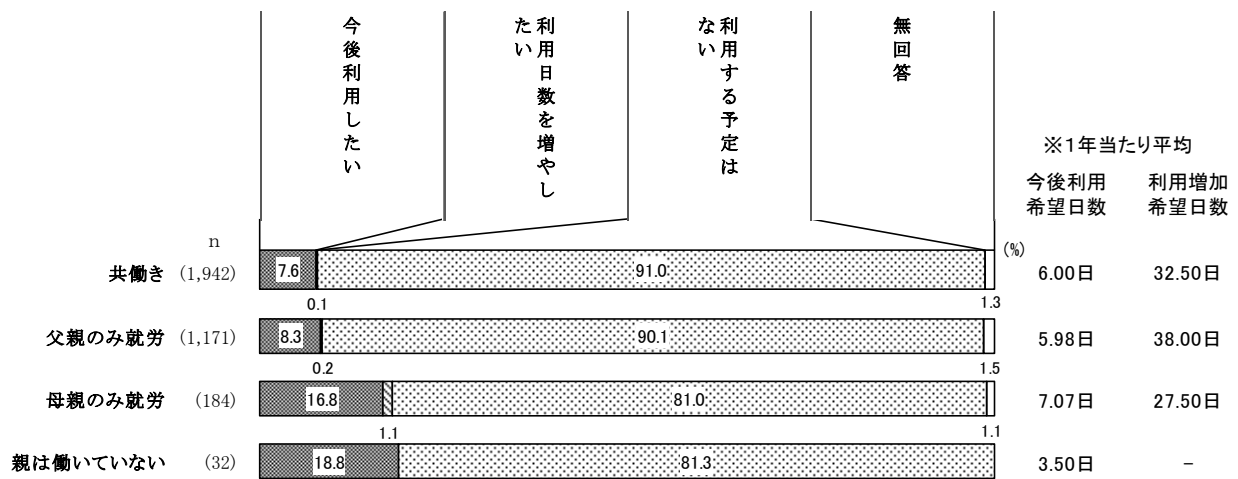 今後利用したい
利用日数を増やし
たい
利用する予定は
ない
無回答
※1年当たり平均
今後利用 利用増加
希望日数 希望日数
n
(%)
共働き (1,942) 7.6 91.0 6.00日 32.50日
0.1 1.3
父親のみ就労 (1,171) 8.3 90.1 5.98日 38.00日
0.2 1.5
母親のみ就労 (184) 16.8 81.0 7.07日 27.50日
1.1 1.1
親は働いていない (32) 18.8 81.3 3.50日 −